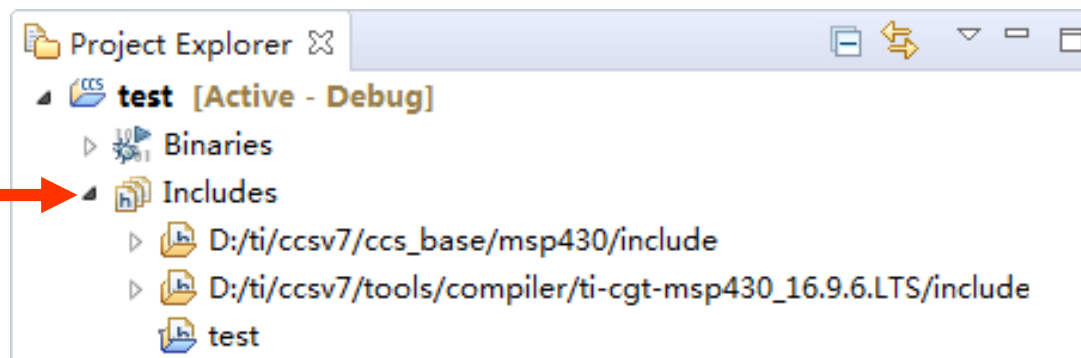 Project Explorer
test [Active - Debug]
Binaries
Includes
D:/ti/ccsv7/ccs_base/msp430/include
D:/ti/ccsv7/tools/compiler/ti-cgt-msp430_16.9.6.LTS/include
test